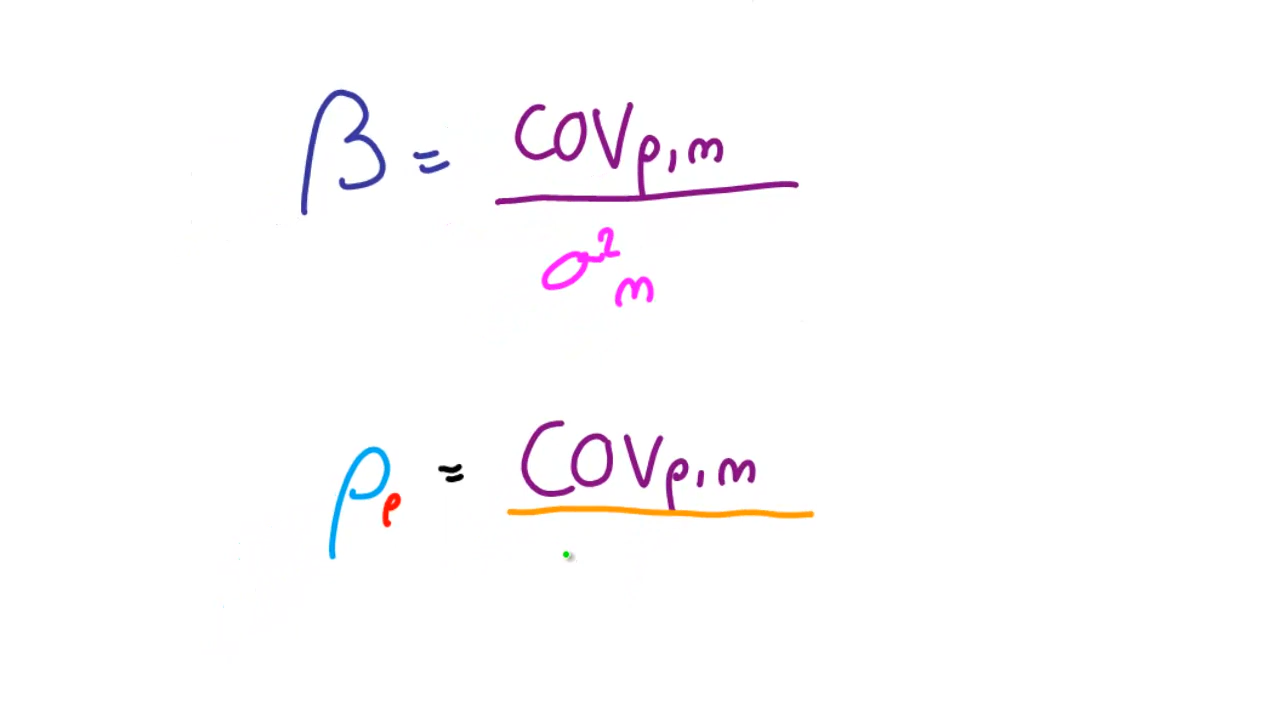 β = COVp,m
σ²m
ρp = COVp,m